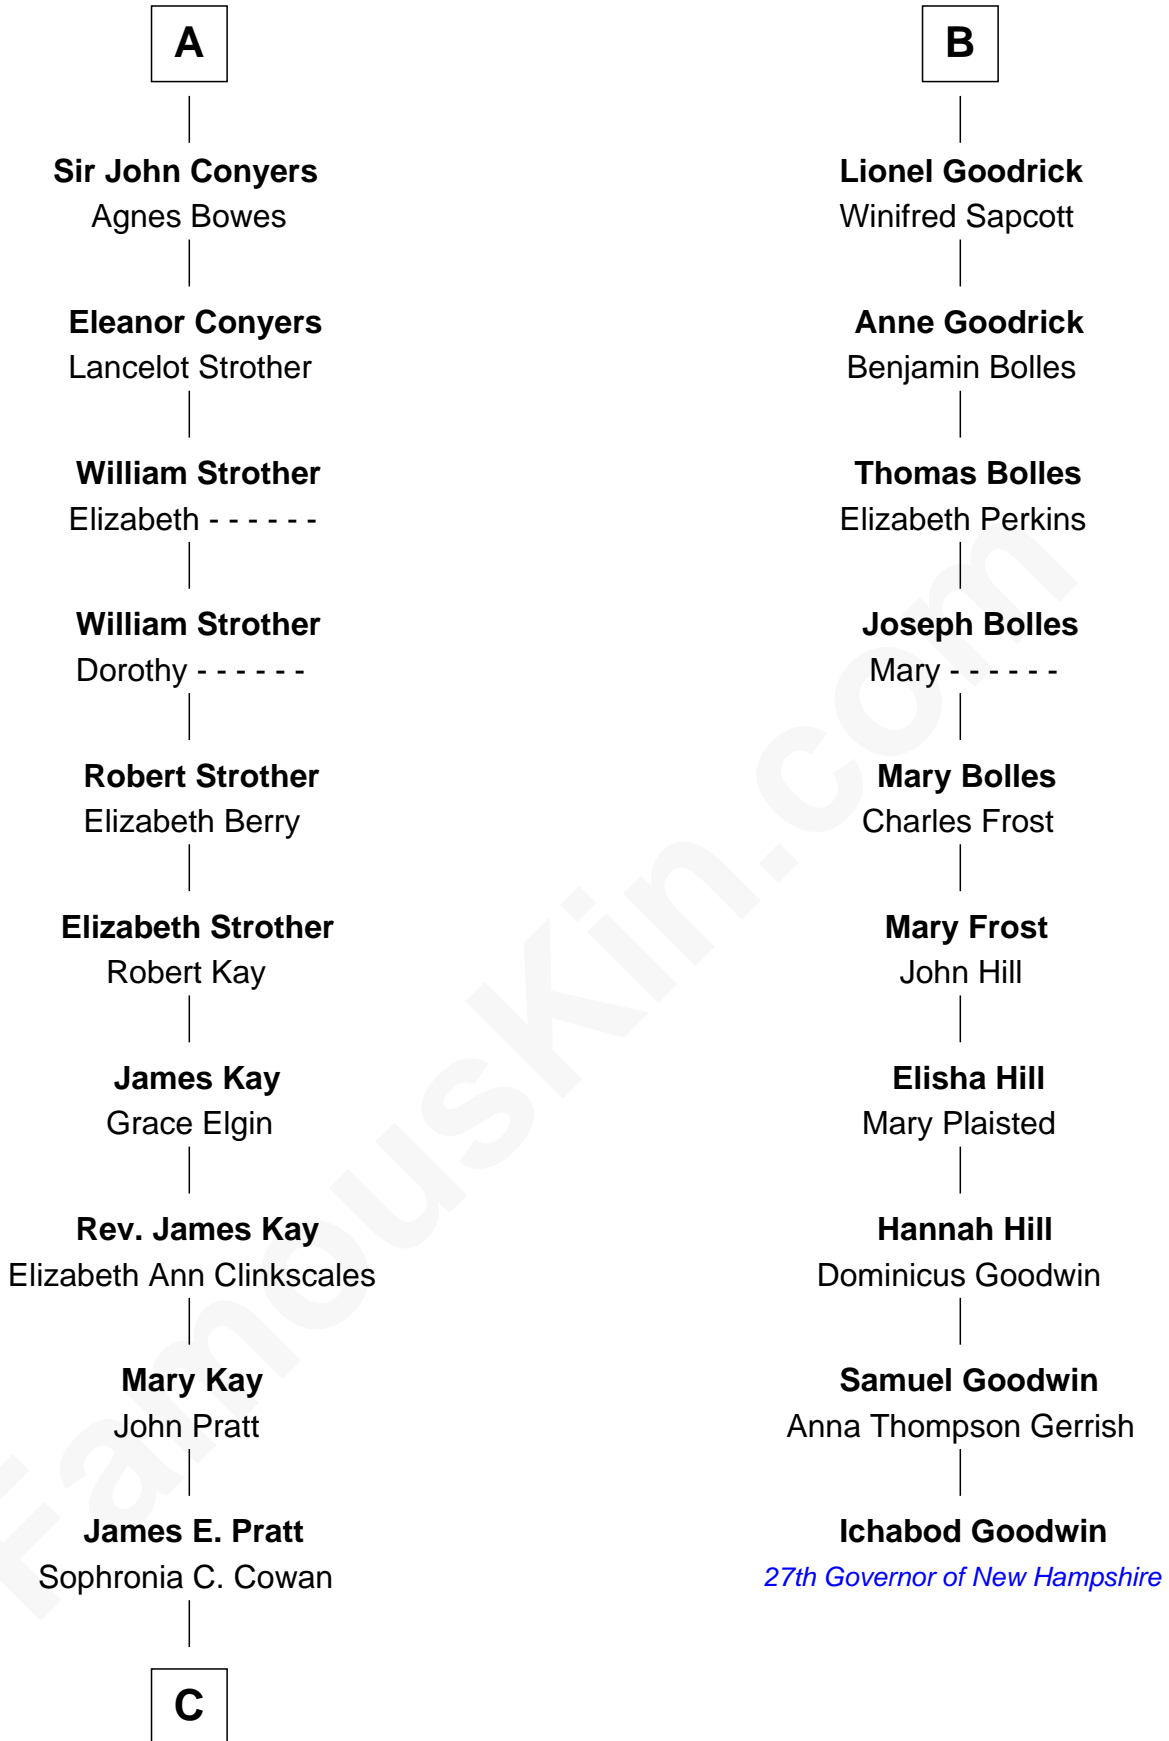 A
Sir John Conyers
Agnes Bowes
Eleanor Conyers
Lancelot Strother
William Strother
Elizabeth - - - - - -
William Strother
Dorothy - - - - - -
Robert Strother
Elizabeth Berry
Elizabeth Strother
Robert Kay
James Kay
Grace Elgin
Rev. James Kay
Elizabeth Ann Clinkscales
Mary Kay
John Pratt
James E. Pratt
Sophronia C. Cowan
C
B
Lionel Goodrick
Winifred Sapcott
Anne Goodrick
Benjamin Bolles
Thomas Bolles
Elizabeth Perkins
Joseph Bolles
Mary - - - - - -
Mary Bolles
Charles Frost
Mary Frost
John Hill
Elisha Hill
Mary Plaisted
Hannah Hill
Dominicus Goodwin
Samuel Goodwin
Anna Thompson Gerrish
Ichabod Goodwin
27th Governor of New Hampshire
FamousKin.com